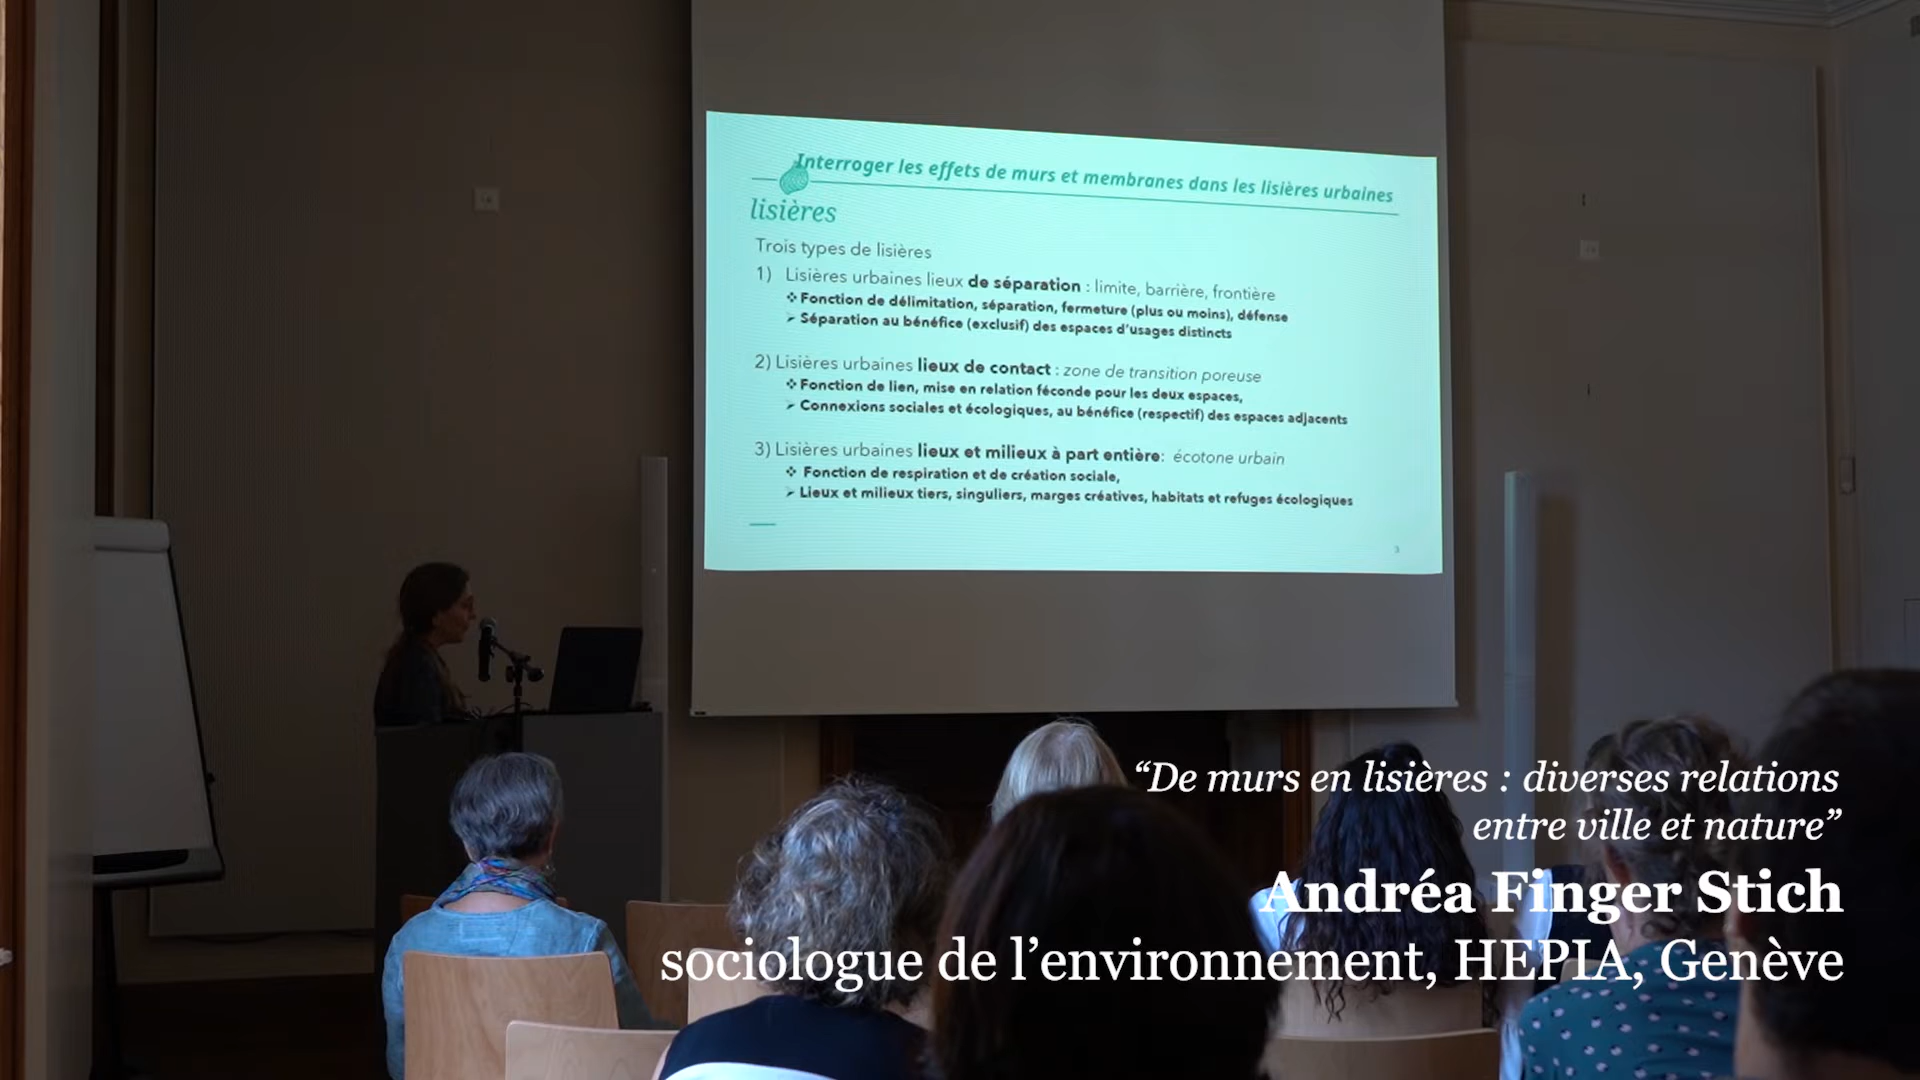 Interroger les effets de murs et membranes dans les lisières urbaines
lisières
Trois types de lisières
1) Lisières urbaines lieux de séparation : limite, barrière, frontière
❖ Fonction de délimitation, séparation, fermeture (plus ou moins), défense
➢ Séparation au bénéfice (exclusif) des espaces d'usages distincts
2) Lisières urbaines lieux de contact : zone de transition poreuse
❖ Fonction de lien, mise en relation féconde pour les deux espaces,
➢ Connexions sociales et écologiques, au bénéfice (respectif) des espaces adjacents
3) Lisières urbaines lieux et milieux à part entière: écotone urbain
❖ Fonction de respiration et de création sociale,
➢ Lieux et milieux tiers, singuliers, marges créatives, habitats et refuges écologiques
3
“De murs en lisières : diverses relations
entre ville et nature”
Andréa Finger Stich
sociologue de l’environnement, HEPIA, Genève